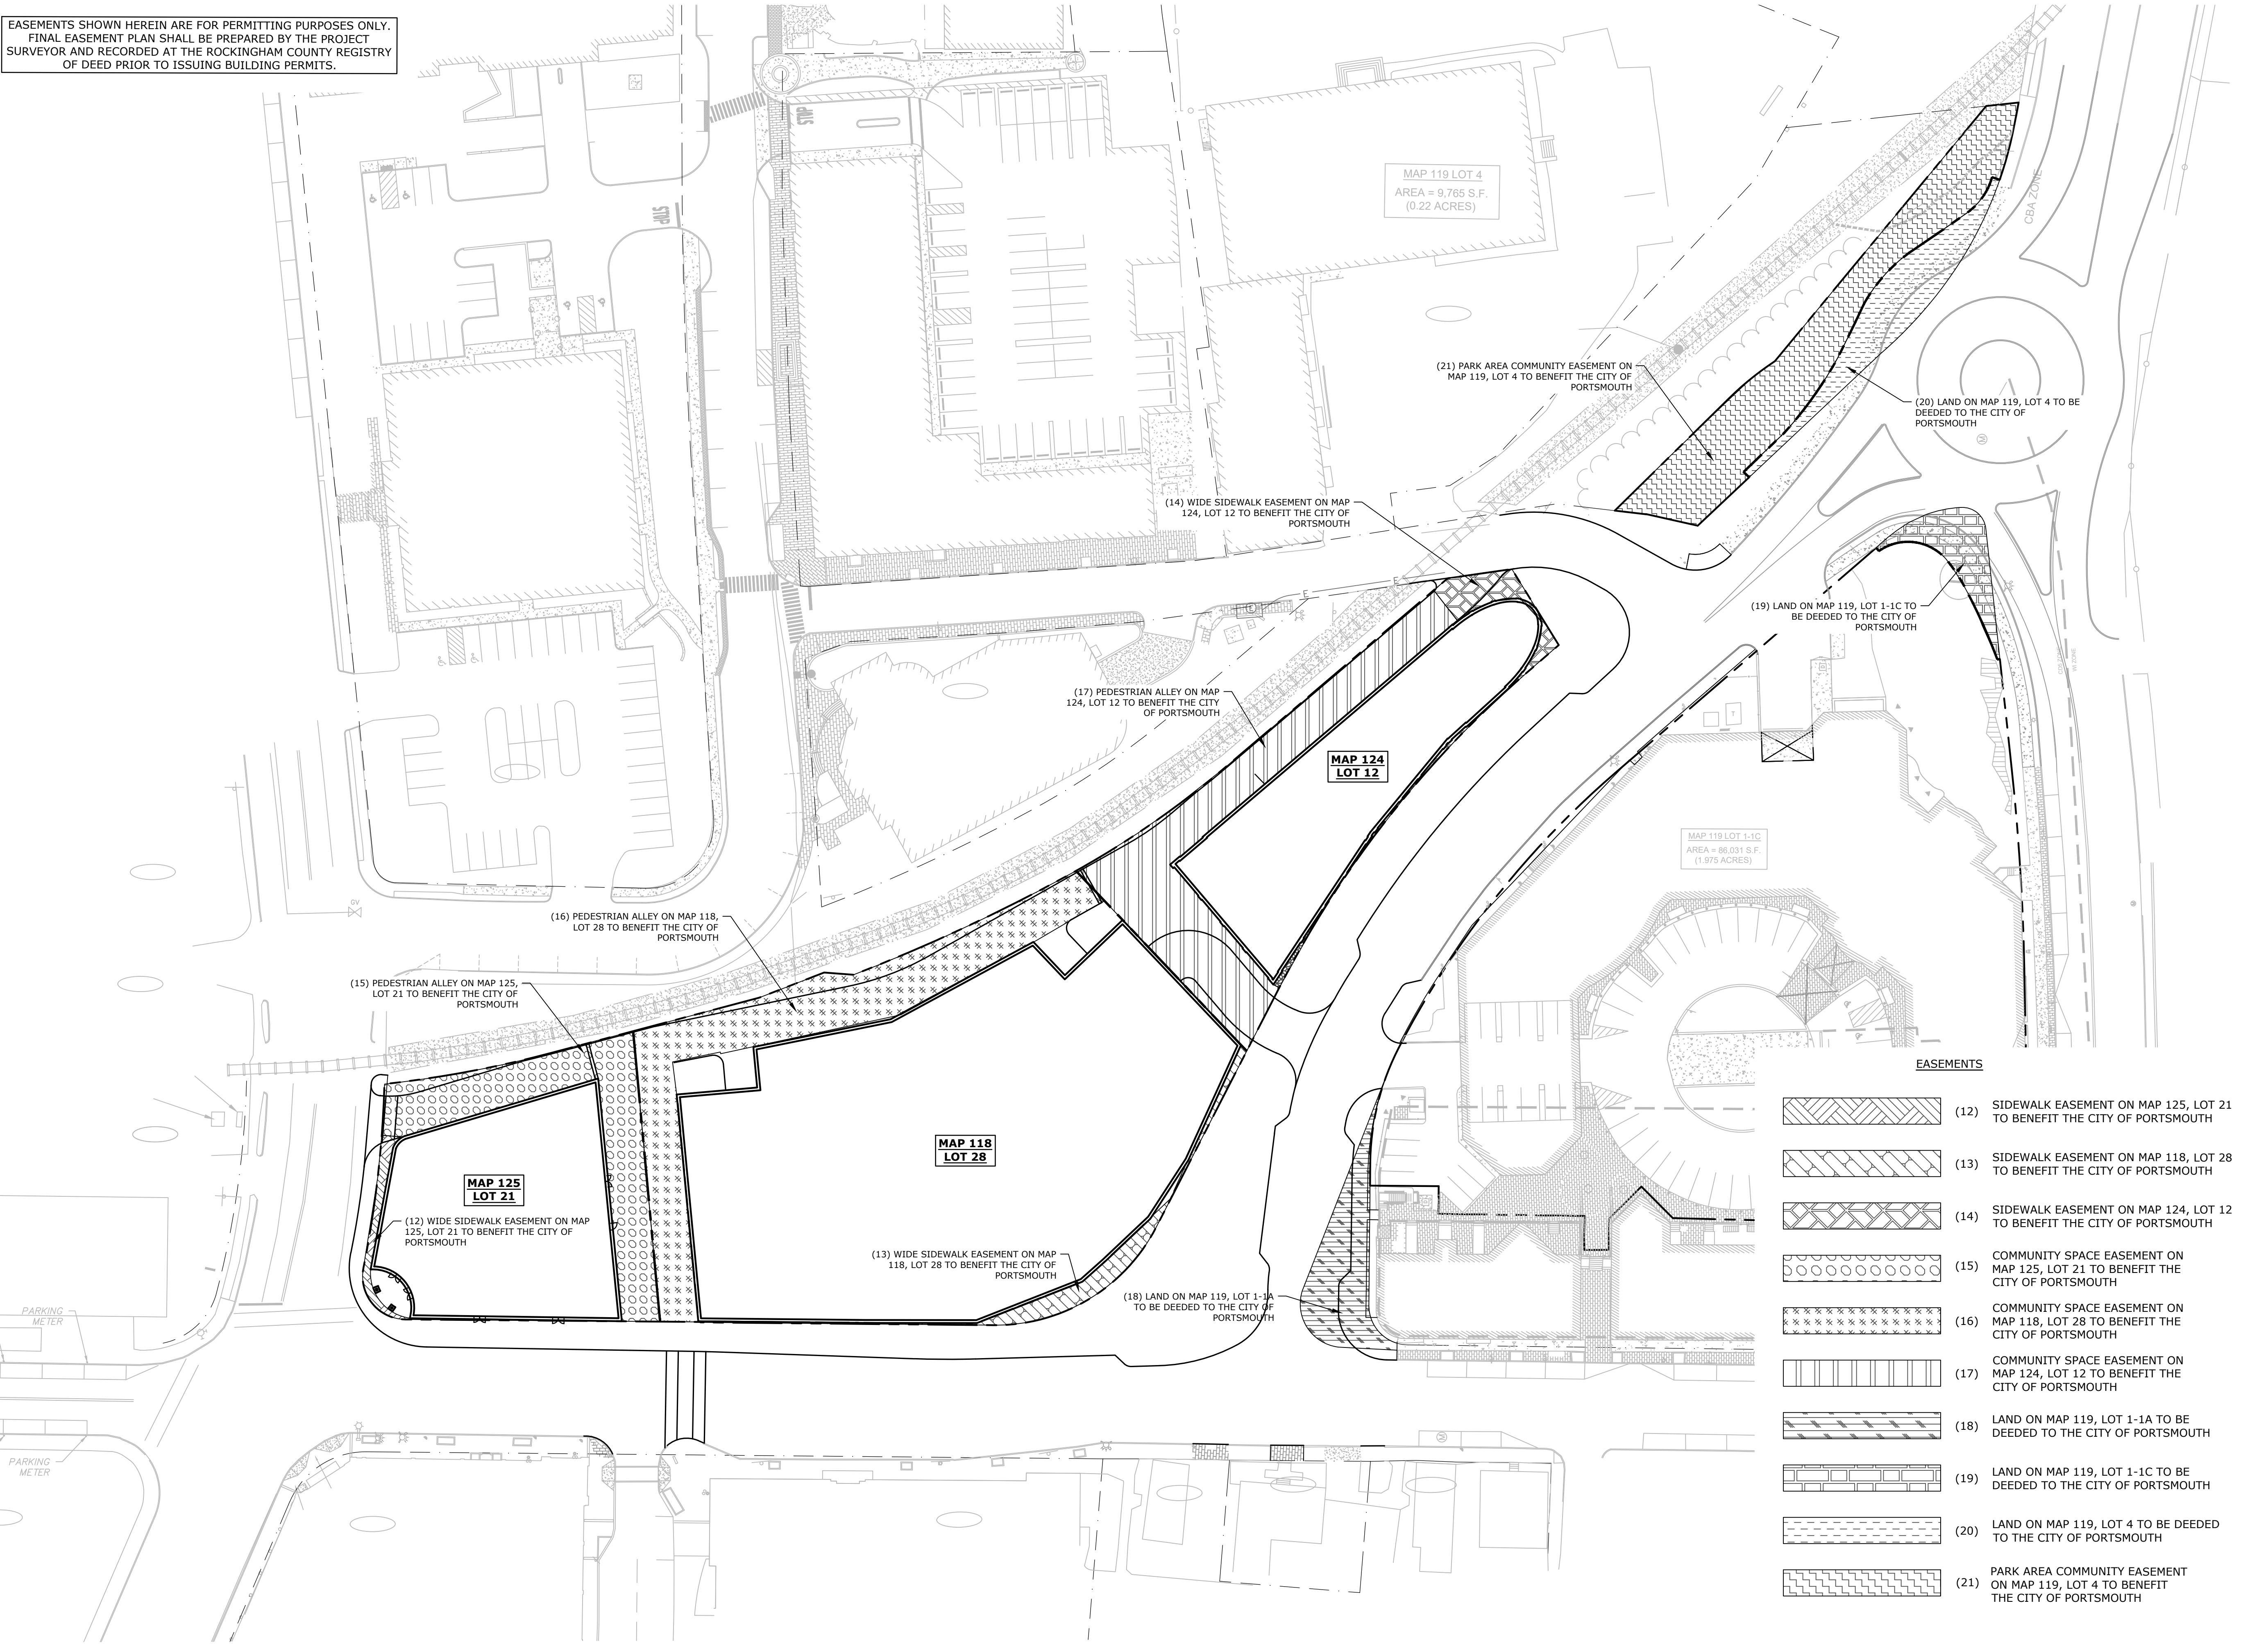 EASEMENTS SHOWN HEREIN ARE FOR PERMITTING PURPOSES ONLY.
FINAL EASEMENT PLAN SHALL BE PREPARED BY THE PROJECT
SURVEYOR AND RECORDED AT THE ROCKINGHAM COUNTY REGISTRY
OF DEED PRIOR TO ISSUING BUILDING PERMITS.
STOP
STOP
MAP 119 LOT 4
AREA = 9,765 S.F.
(0.22 ACRES)
CBA ZONE
(21) PARK AREA COMMUNITY EASEMENT ON
MAP 119, LOT 4 TO BENEFIT THE CITY OF
PORTSMOUTH
(20) LAND ON MAP 119, LOT 4 TO BE
DEEDED TO THE CITY OF
PORTSMOUTH
(14) WIDE SIDEWALK EASEMENT ON MAP
124, LOT 12 TO BENEFIT THE CITY OF
PORTSMOUTH
E
E
(19) LAND ON MAP 119, LOT 1-1C TO
BE DEEDED TO THE CITY OF
PORTSMOUTH
(17) PEDESTRIAN ALLEY ON MAP
124, LOT 12 TO BENEFIT THE CITY
OF PORTSMOUTH
T
MAP 124
LOT 12
MAP 119 LOT 1-1C
AREA = 86,031 S.F.
(1.975 ACRES)
GV
(16) PEDESTRIAN ALLEY ON MAP 118,
LOT 28 TO BENEFIT THE CITY OF
PORTSMOUTH
(15) PEDESTRIAN ALLEY ON MAP 125,
LOT 21 TO BENEFIT THE CITY OF
PORTSMOUTH
MAP 118
LOT 28
MAP 125
LOT 21
(12) WIDE SIDEWALK EASEMENT ON MAP
125, LOT 21 TO BENEFIT THE CITY OF
PORTSMOUTH
(13) WIDE SIDEWALK EASEMENT ON MAP
118, LOT 28 TO BENEFIT THE CITY OF
PORTSMOUTH
(18) LAND ON MAP 119, LOT 1-1A
TO BE DEEDED TO THE CITY OF
PORTSMOUTH
PARKING
METER
PARKING
METER
EASEMENTS
(12) SIDEWALK EASEMENT ON MAP 125, LOT 21
TO BENEFIT THE CITY OF PORTSMOUTH
(13) SIDEWALK EASEMENT ON MAP 118, LOT 28
TO BENEFIT THE CITY OF PORTSMOUTH
(14) SIDEWALK EASEMENT ON MAP 124, LOT 12
TO BENEFIT THE CITY OF PORTSMOUTH
(15) COMMUNITY SPACE EASEMENT ON
MAP 125, LOT 21 TO BENEFIT THE
CITY OF PORTSMOUTH
(16) COMMUNITY SPACE EASEMENT ON
MAP 118, LOT 28 TO BENEFIT THE
CITY OF PORTSMOUTH
(17) COMMUNITY SPACE EASEMENT ON
MAP 124, LOT 12 TO BENEFIT THE
CITY OF PORTSMOUTH
(18) LAND ON MAP 119, LOT 1-1A TO BE
DEEDED TO THE CITY OF PORTSMOUTH
(19) LAND ON MAP 119, LOT 1-1C TO BE
DEEDED TO THE CITY OF PORTSMOUTH
(20) LAND ON MAP 119, LOT 4 TO BE DEEDED
TO THE CITY OF PORTSMOUTH
(21) PARK AREA COMMUNITY EASEMENT
ON MAP 119, LOT 4 TO BENEFIT
THE CITY OF PORTSMOUTH